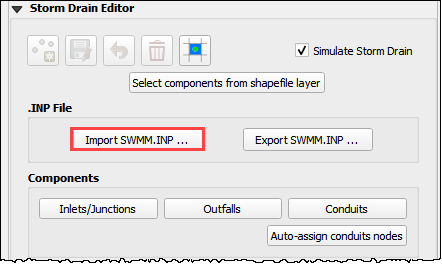 Storm Drain Editor
Simulate Storm Drain
Select components from shapefile layer
.INP File
Import SWMM.INP ...
Export SWMM.INP ...
Components
Inlets/Junctions
Outfalls
Conduits
Auto-assign conduits nodes